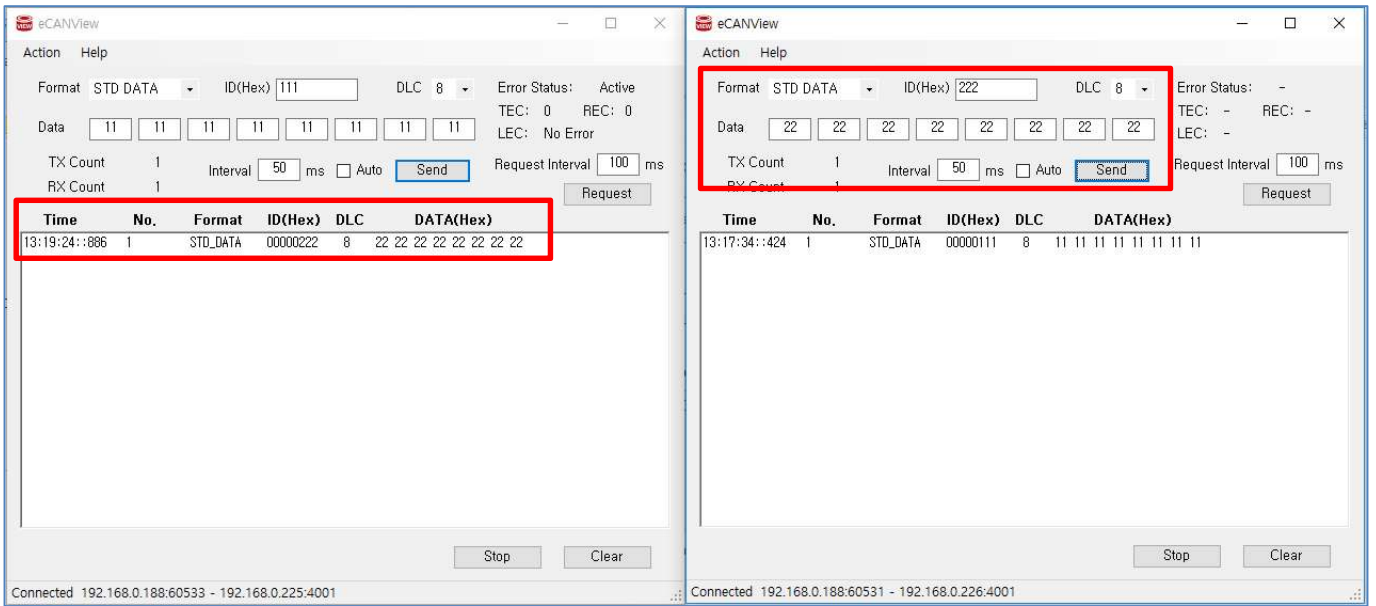 eCANView
Action Help
Format STD DATA ID(Hex) 111 DLC 8 Error Status: Active
TEC: 0 REC: 0
Data 11 11 11 11 11 11 11 11 LEC: No Error
TX Count 1 Interval 50 ms Auto Send Request Interval 100 ms
RX Count 1 Request
Time No. Format ID(Hex) DLC DATA(Hex)
13:19:24::886 1 STD_DATA 00000222 8 22 22 22 22 22 22 22 22
Stop Clear
Connected 192.168.0.188:60533 - 192.168.0.225:4001
eCANView
Action Help
Format STD DATA ID(Hex) 222 DLC 8 Error Status: -
TEC: - REC: -
Data 22 22 22 22 22 22 22 22 LEC: -
TX Count 1 Interval 50 ms Auto Send Request Interval 100 ms
RX Count 1 Request
Time No. Format ID(Hex) DLC DATA(Hex)
13:17:34::424 1 STD_DATA 00000111 8 11 11 11 11 11 11 11 11
Stop Clear
Connected 192.168.0.188:60531 - 192.168.0.226:4001